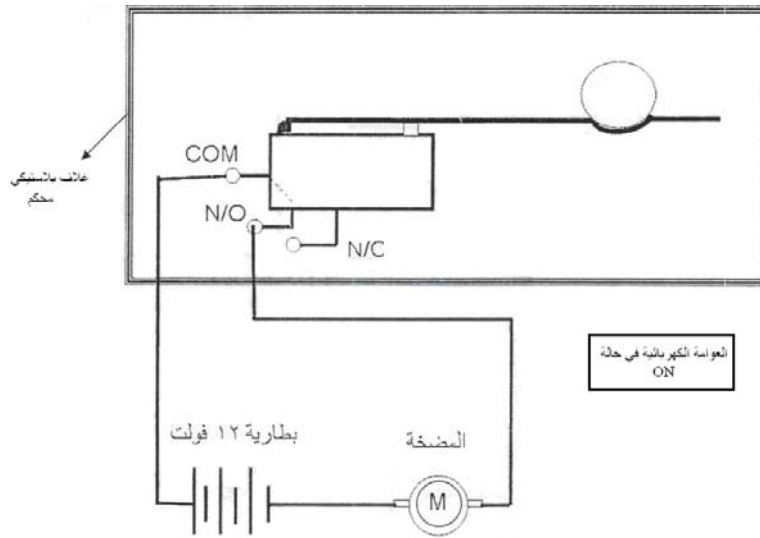 COM
غلاف بلاستيكي
محكم
N/O
N/C
العوامة الكهربائية في حالة
ON
بطارية ١٢ فولت
المضخة
M